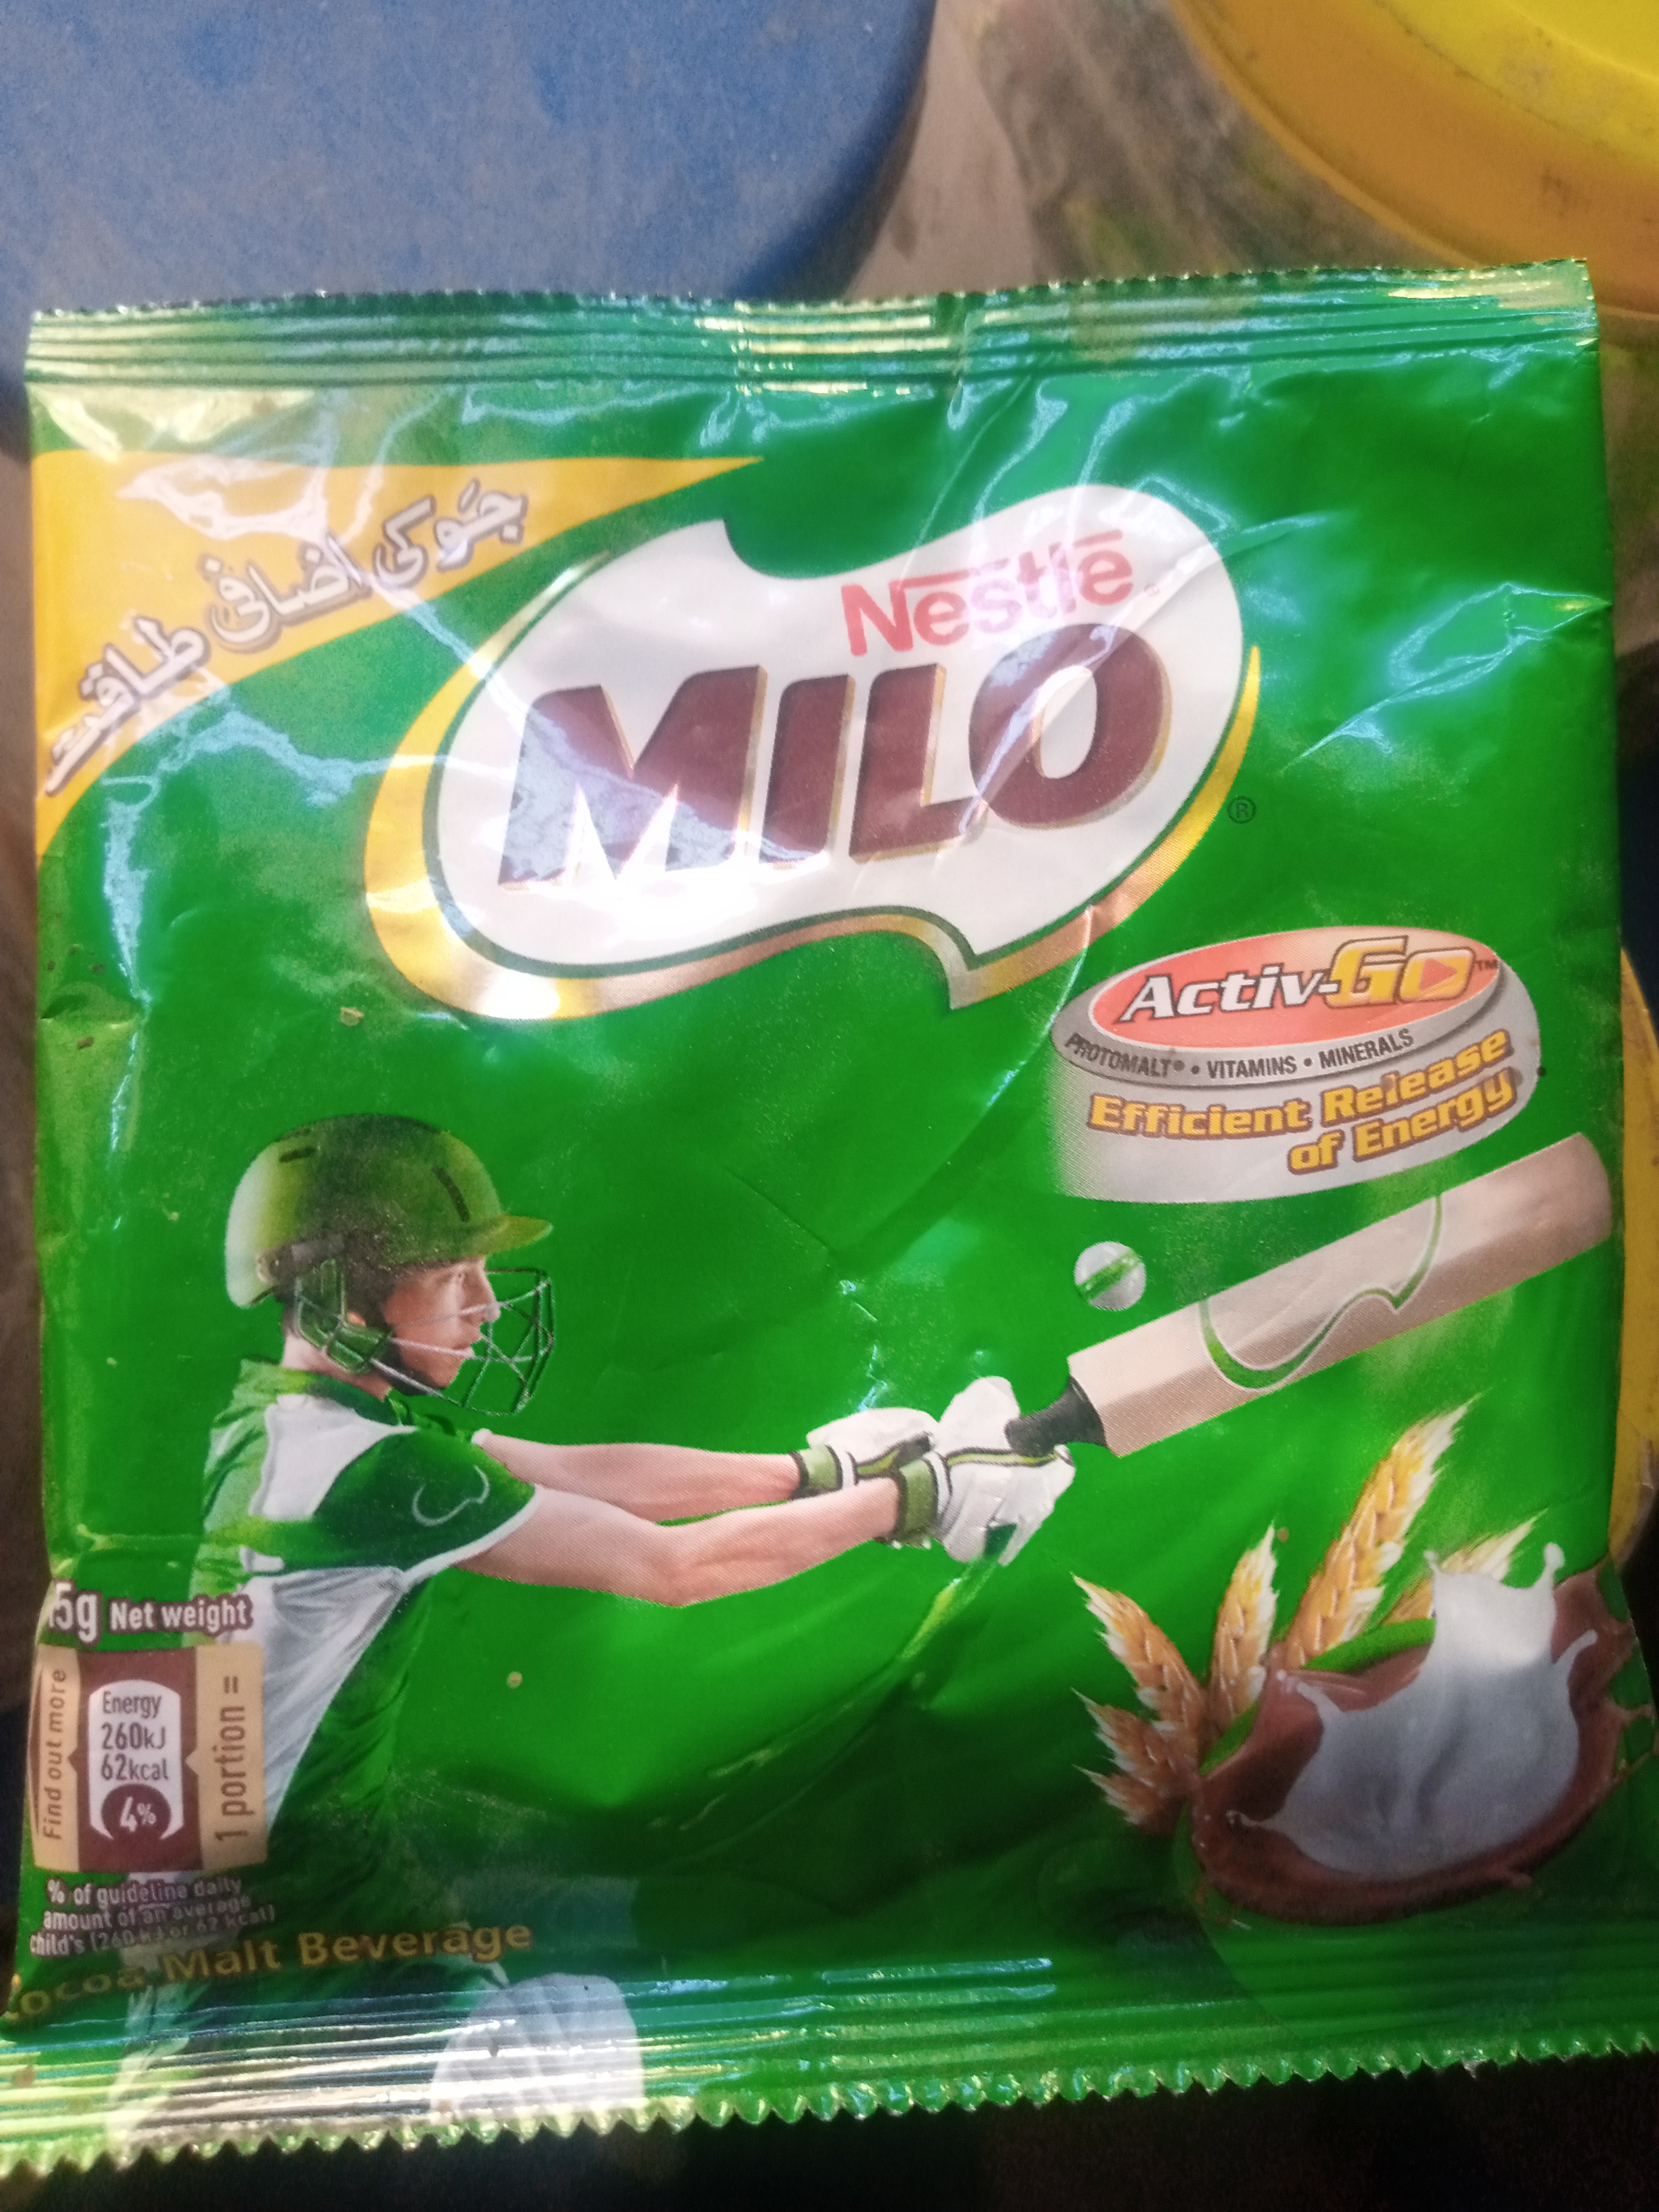 جَو کی اضافی طاقت
Nestlé®
MILO
®
Activ-Go™
PROTOMALT® • VITAMINS • MINERALS
Efficient Release
of Energy
15g Net weight
Find out more
Energy
260kJ
62kcal
4%
1 portion =
% of guideline daily
amount of an average
child's (260 kJ or 62 kcal)
Cocoa Malt Beverage